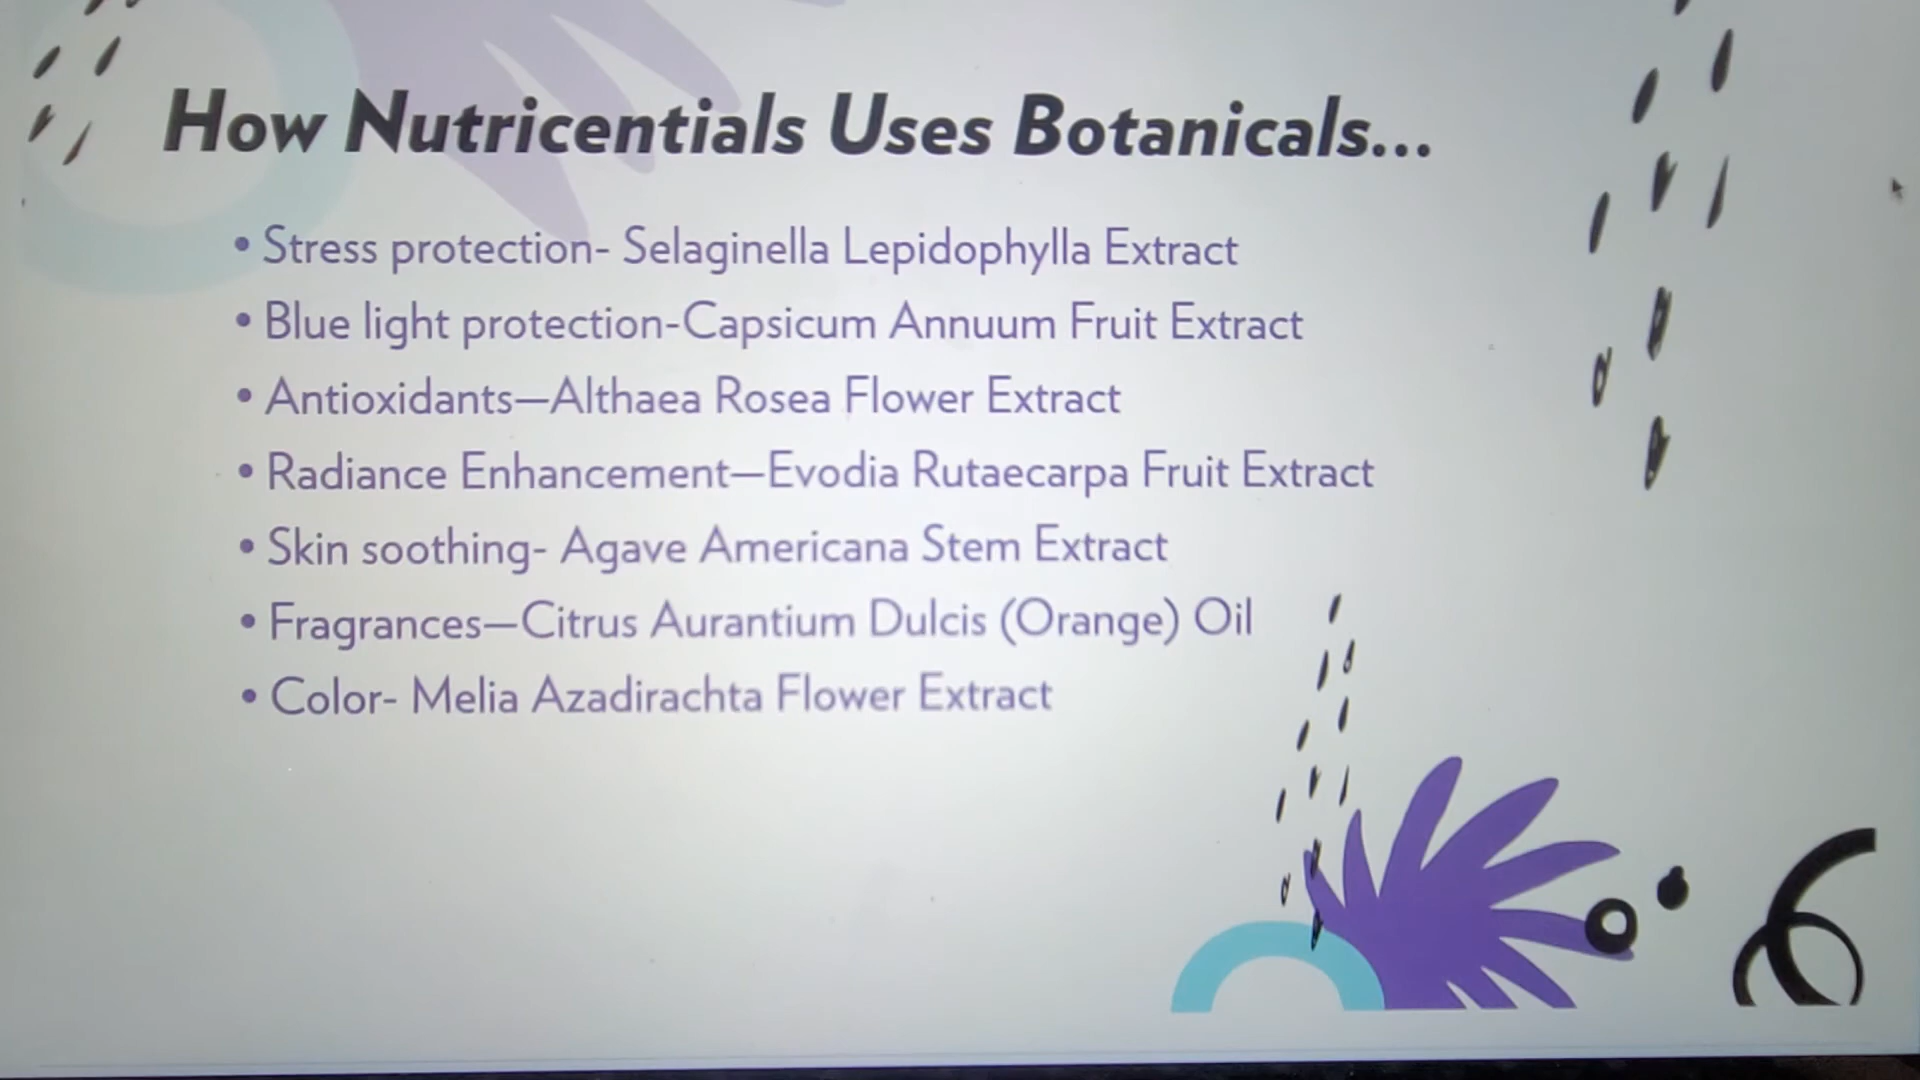 How Nutricentials Uses Botanicals...
• Stress protection- Selaginella Lepidophylla Extract
• Blue light protection-Capsicum Annuum Fruit Extract
• Antioxidants—Althaea Rosea Flower Extract
• Radiance Enhancement—Evodia Rutaecarpa Fruit Extract
• Skin soothing- Agave Americana Stem Extract
• Fragrances—Citrus Aurantium Dulcis (Orange) Oil
• Color- Melia Azadirachta Flower Extract